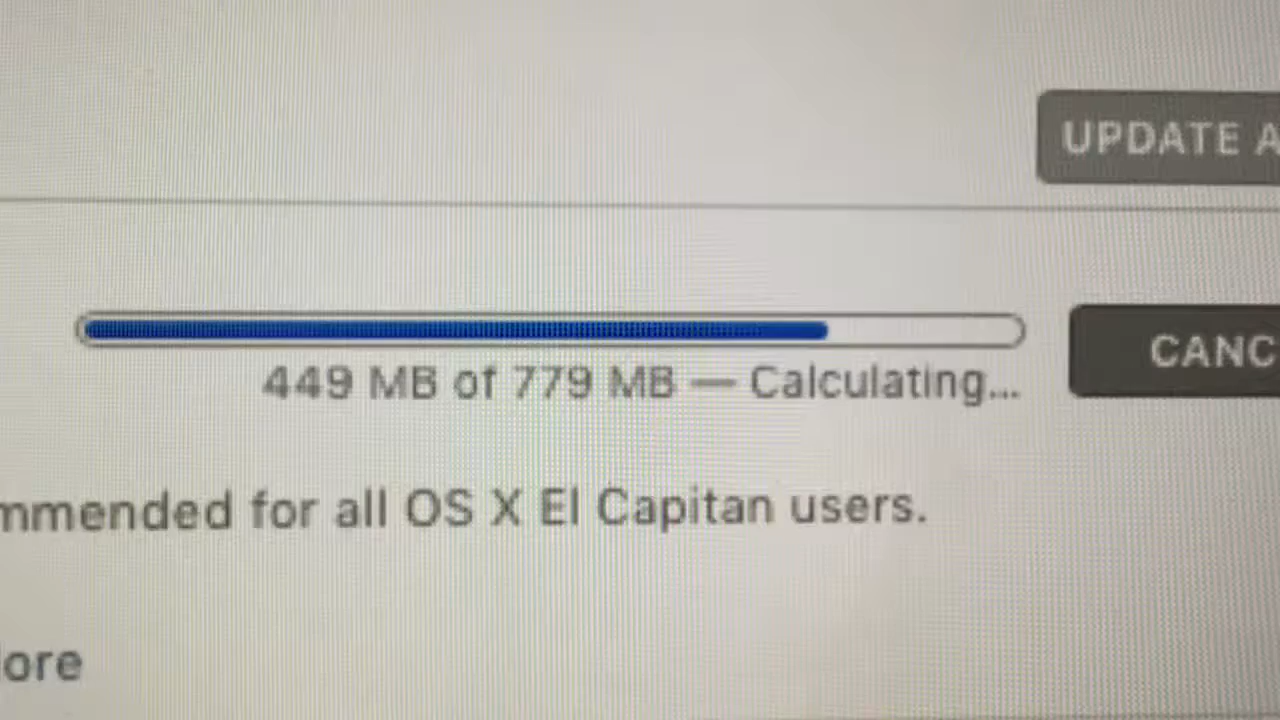 UPDATE A
449 MB of 779 MB — Calculating...
CANC
mmended for all OS X El Capitan users.
ore